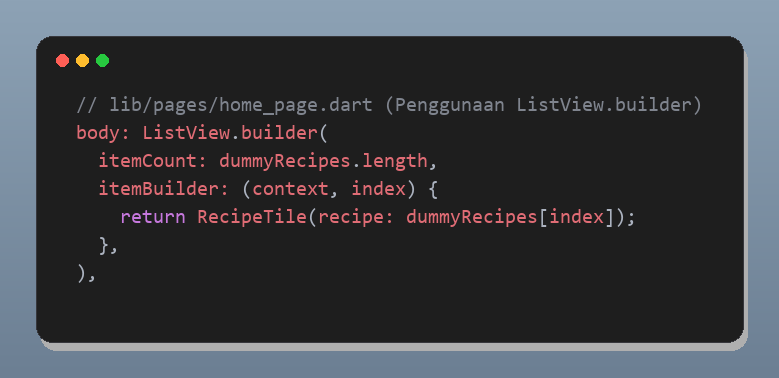 // lib/pages/home_page.dart (Penggunaan ListView.builder)
body: ListView.builder(
  itemCount: dummyRecipes.length,
  itemBuilder: (context, index) {
    return RecipeTile(recipe: dummyRecipes[index]);
  },
),